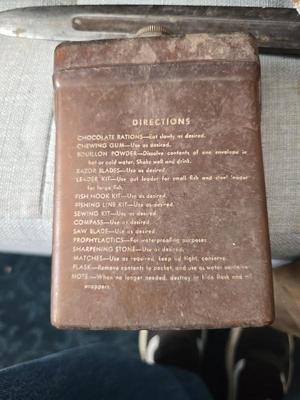 DIRECTIONS
CHOCOLATE RATIONS—Eat slowly as desired.
CHEWING GUM—Use as desired.
BOUILLON POWDER—Dissolve contents of one envelope in
hot or cold water. Shake well and drink.
RAZOR BLADES—Use as desired.
LEADER KIT—Use gut leader for small fish and steel leader
for large fish.
FISH HOOK KIT—Use as desired.
FISHING LINE KIT—Use as desired.
SEWING KIT—Use as desired.
COMPASS—Use as desired.
SAW BLADE—Use as desired.
PROPHYLACTICS—For waterproofing purposes
SHARPENING STONE—Use as desired.
MATCHES—Use as required, keep lid tight, conserve.
FLASK—Remove contents to pocket, and use as water container.
NOTE—When no longer needed, destroy or hide flask and all
wrappers.